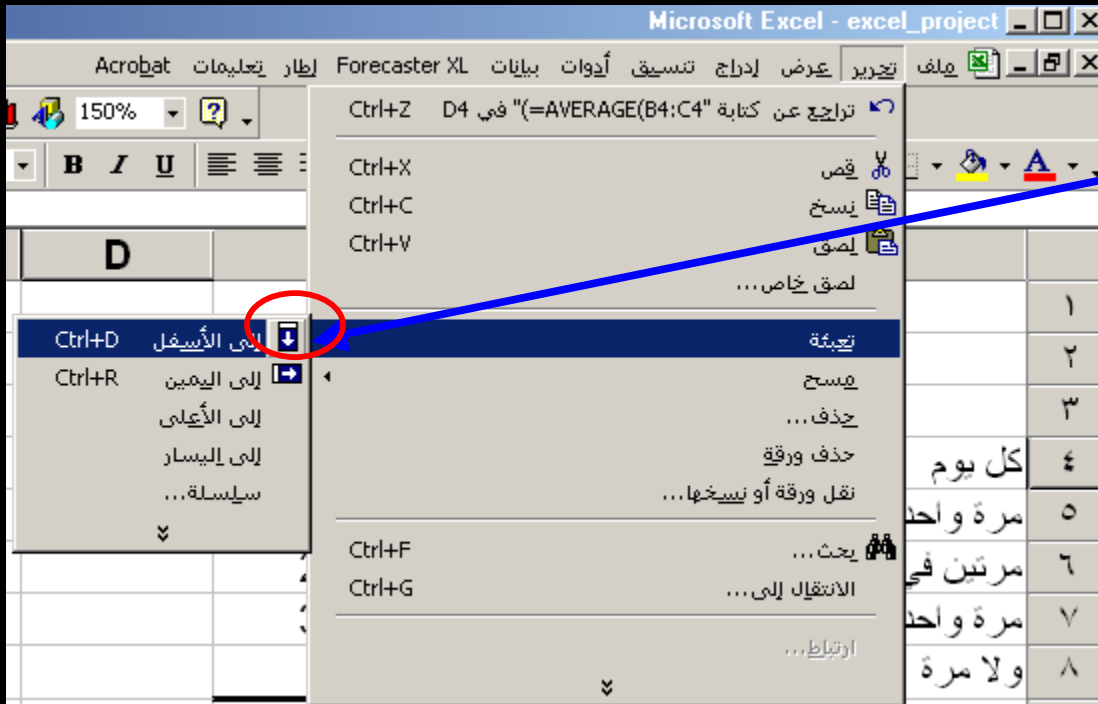 Microsoft Excel - excel_project
ملف تحرير عرض إدراج تنسيق أدوات بيانات Forecaster XL إطار تعليمات Acrobat
150%
B I U
A
D
تراجع عن كتابة "AVERAGE(B4:C4=)" في D4 Ctrl+Z
قص Ctrl+X
نسخ Ctrl+C
لصق Ctrl+V
لصق خاص...
تعبئة
مسح
حذف...
حذف ورقة
نقل ورقة أو نسخها...
بحث... Ctrl+F
الانتقال إلى... Ctrl+G
ارتباط...
إلى الأسفل Ctrl+D
إلى اليمين Ctrl+R
إلى الأعلى
إلى اليسار
سلسلة...
١
٢
٣
٤ كل يوم
٥ مرة واحد
٦ مرتين في
٧ مرة واحد
٨ ولا مرة